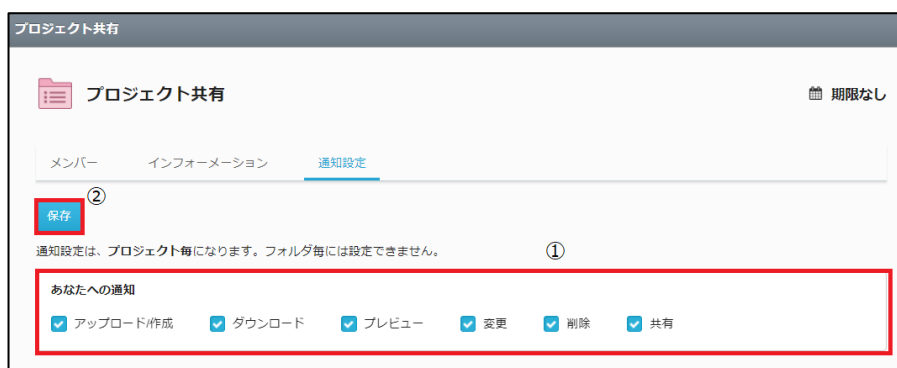 プロジェクト共有
プロジェクト共有
期限なし
メンバー インフォーメーション 通知設定
②
保存
通知設定は、プロジェクト毎になります。フォルダ毎には設定できません。
①
あなたへの通知
アップロード/作成 ダウンロード プレビュー 変更 削除 共有